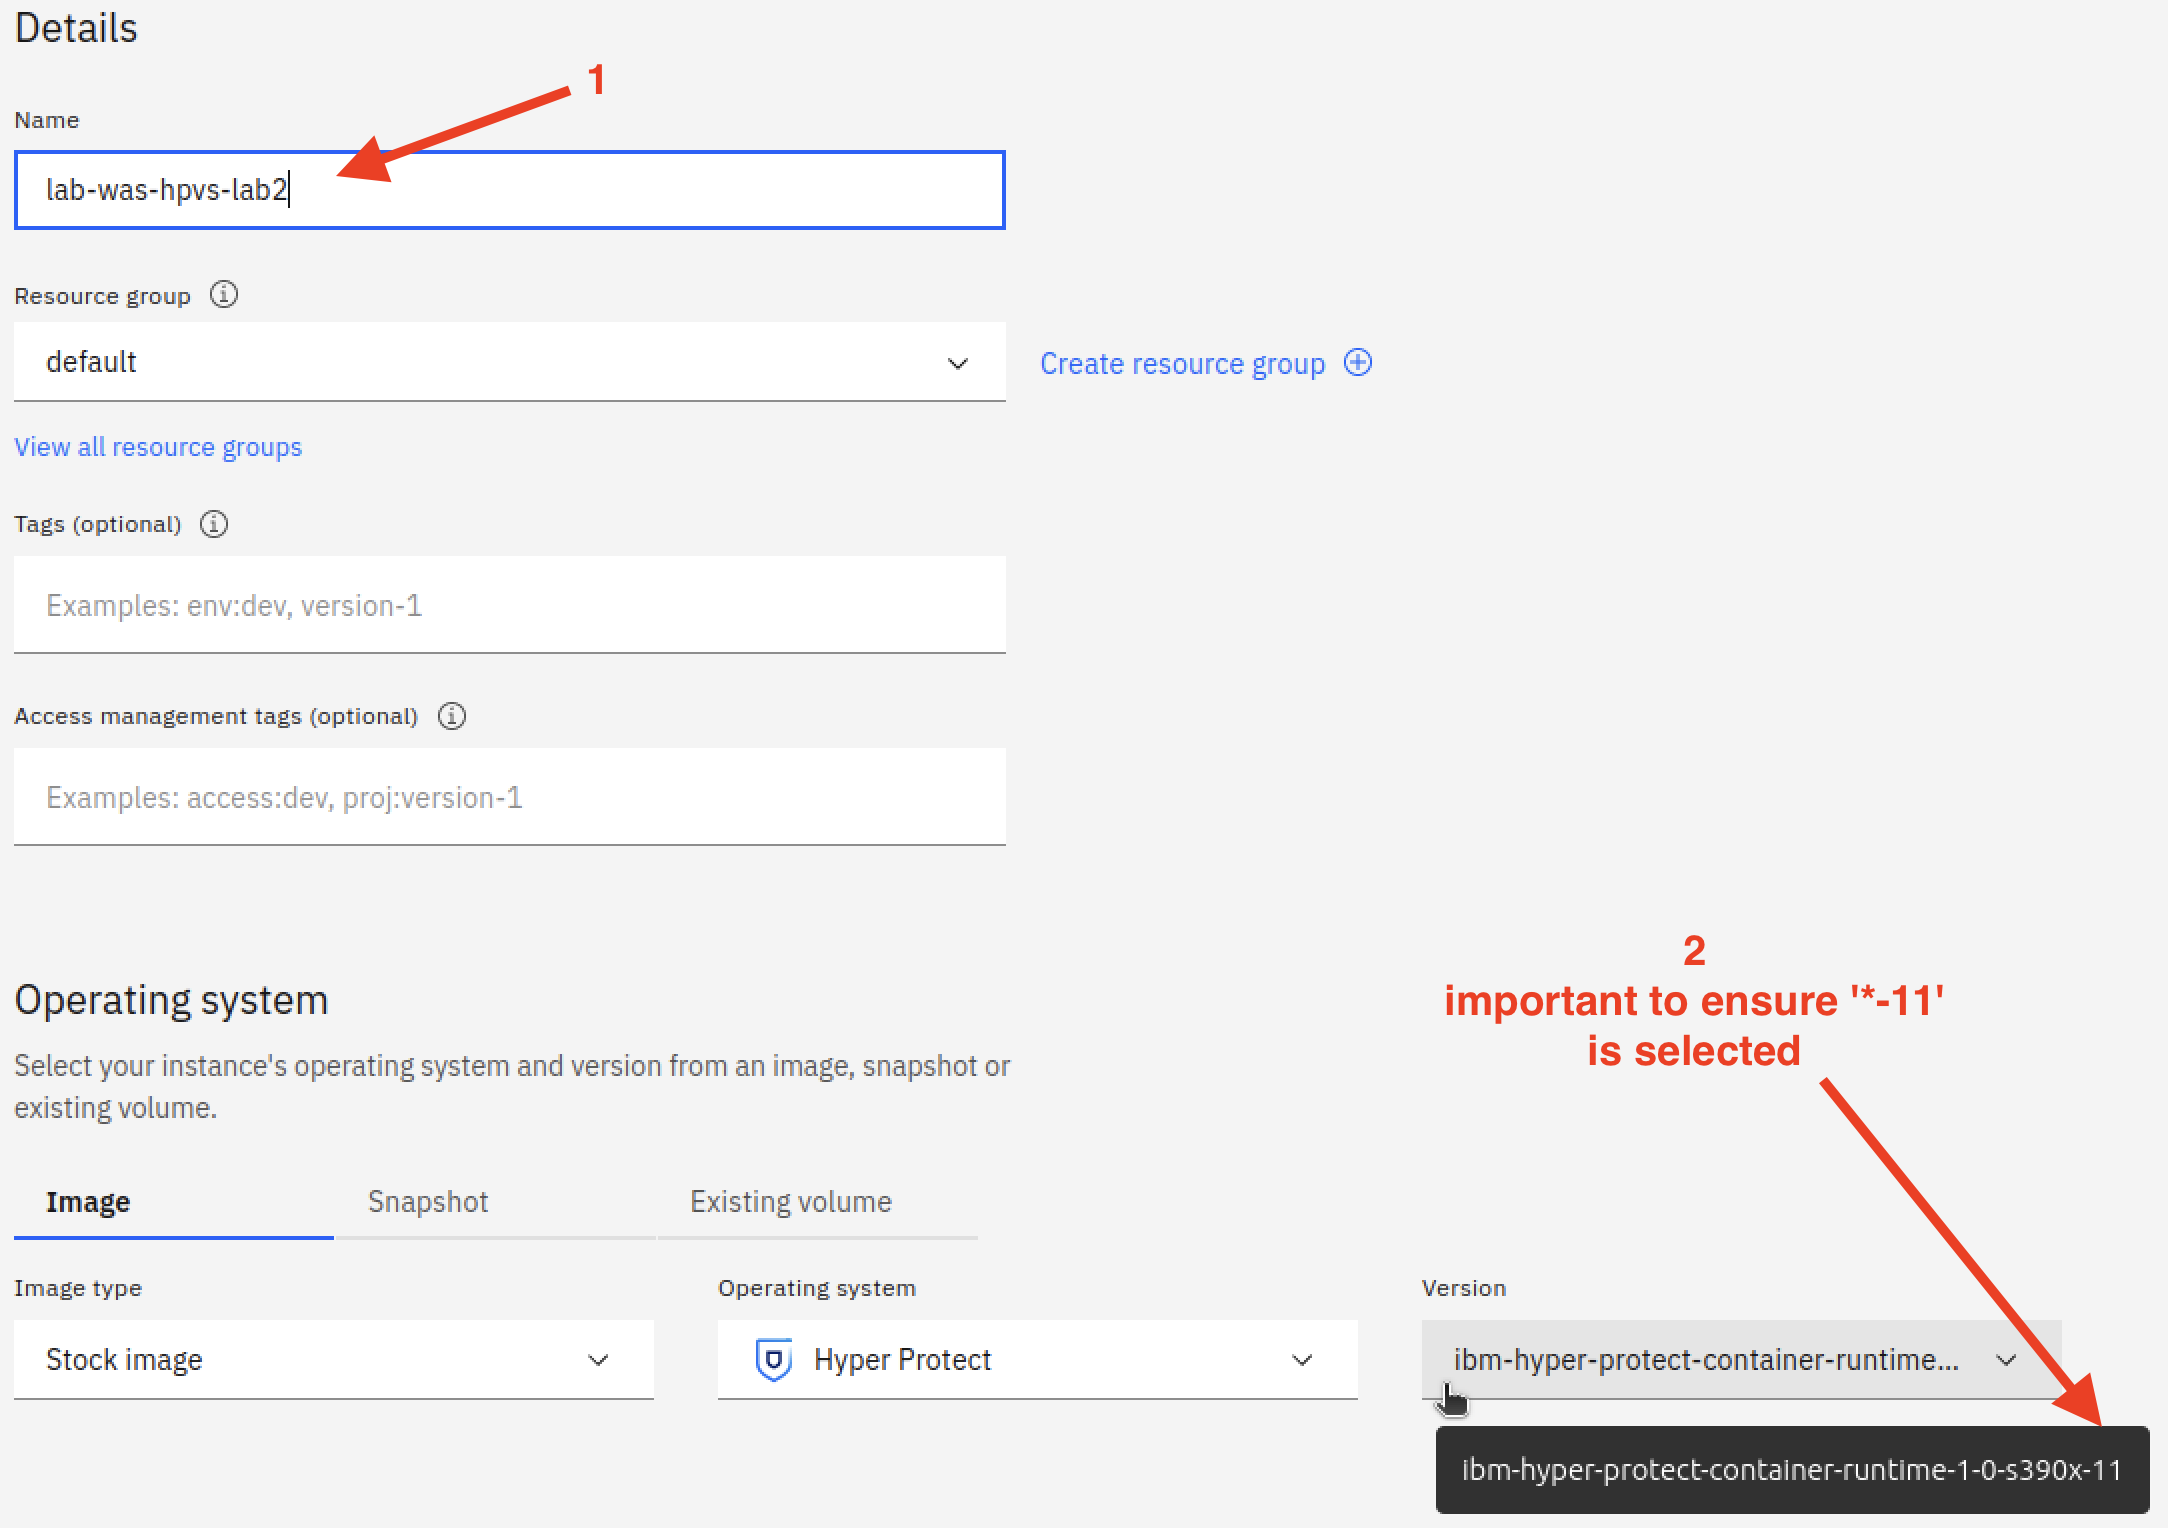 Details
1
Name
lab-was-hpvs-lab2
Resource group
default
Create resource group
View all resource groups
Tags (optional)
Examples: env:dev, version-1
Access management tags (optional)
Examples: access:dev, proj:version-1
2
important to ensure '*-11'
is selected
Operating system
Select your instance's operating system and version from an image, snapshot or
existing volume.
Image
Snapshot
Existing volume
Image type
Operating system
Version
Stock image
Hyper Protect
ibm-hyper-protect-container-runtime...
ibm-hyper-protect-container-runtime-1-0-s390x-11